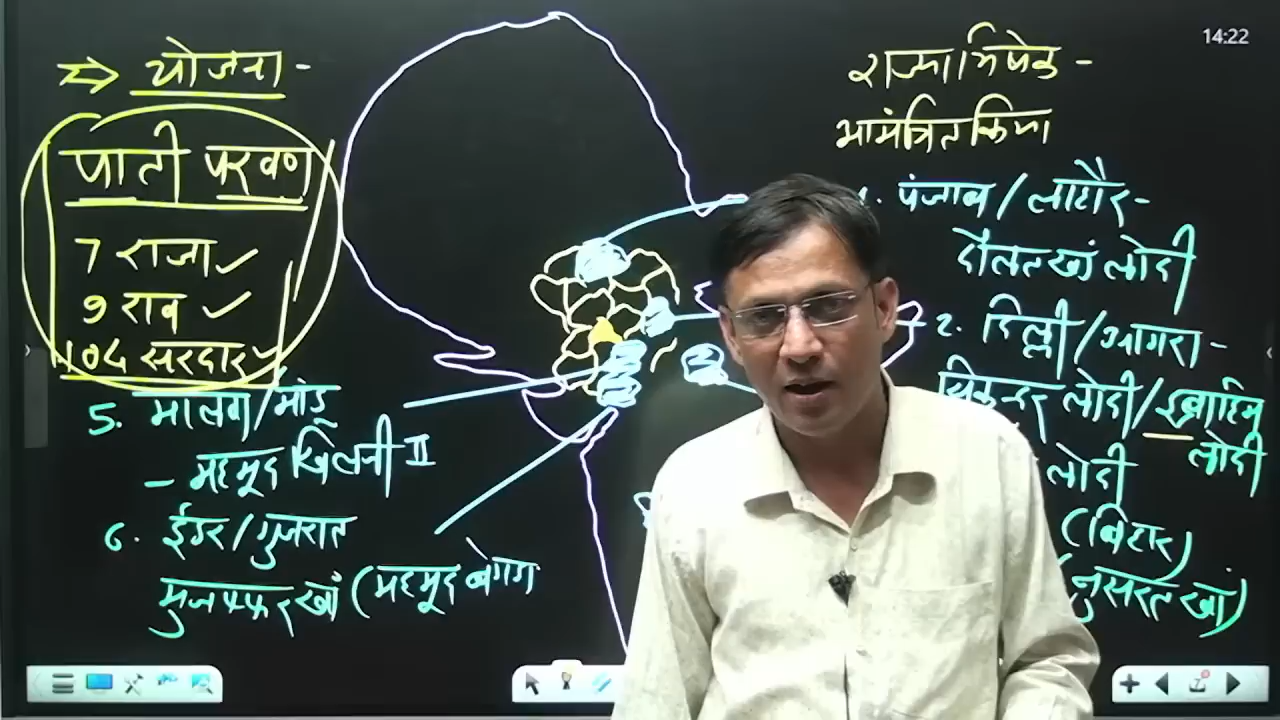 ⇒ योजना -
पाती परवण
7 राजा ✓
9 राव ✓
104 सरदार ✓
5. मालवा/मांडू
- महमूद खिलजी II
6. ईडर/गुजरात
मुजफ्फर खां (महमूद बेगड़ा
14:22
राज्याभिषेक -
आमंत्रित किया
1. पंजाब/लाहौर -
दौलत खां लोदी
2. दिल्ली/आगरा -
सिकन्दर लोदी/इब्राहिम
लोदी
लोदी
(बिहार)
(नुसरत खां)